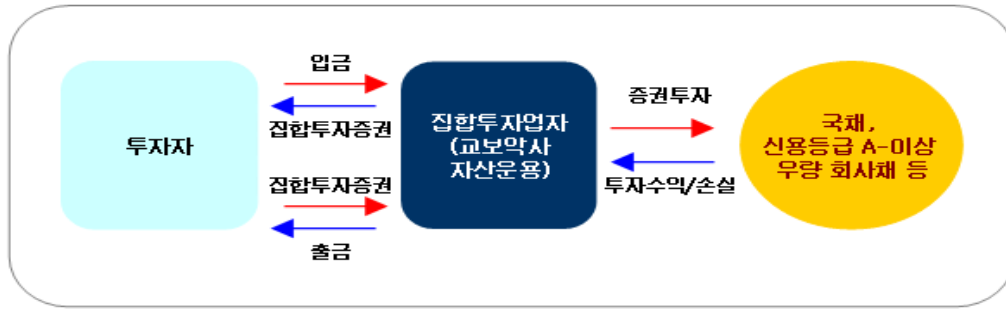 입금
집합투자증권
투자자
집합투자증권
출금
집합투자업자
(교보악사
자산운용)
증권투자
투자수익/손실
국채,
신용등급 A-이상
우량 회사채 등